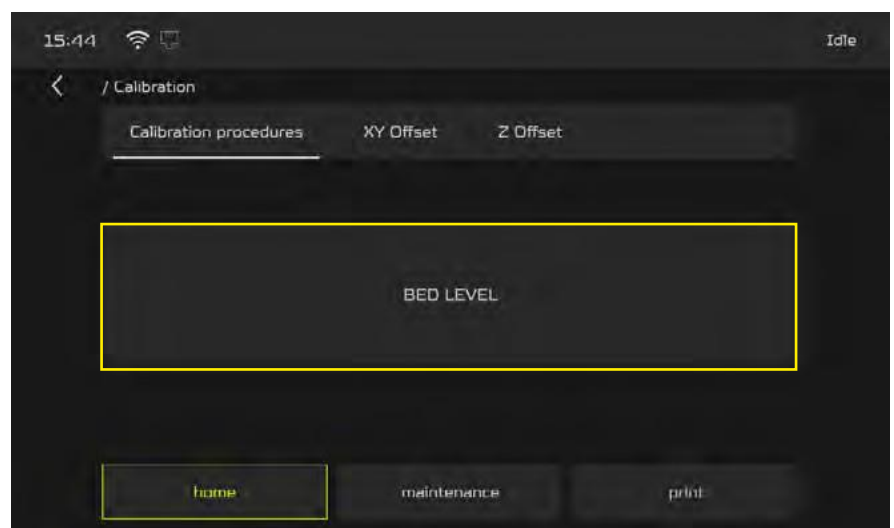 15:44 Idle
/ Calibration
Calibration procedures XY Offset Z Offset
BED LEVEL
home maintenance print